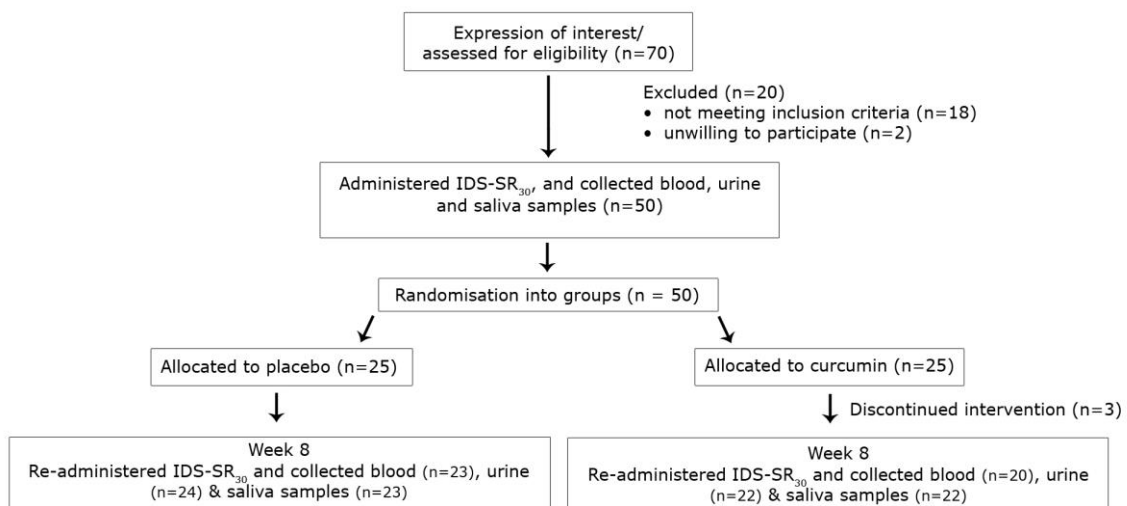 Expression of interest/
assessed for eligibility (n=70)
Excluded (n=20)
• not meeting inclusion criteria (n=18)
• unwilling to participate (n=2)
Administered IDS-SR₃₀, and collected blood, urine
and saliva samples (n=50)
Randomisation into groups (n = 50)
Allocated to placebo (n=25)
Allocated to curcumin (n=25)
Discontinued intervention (n=3)
Week 8
Re-administered IDS-SR₃₀ and collected blood (n=23), urine
(n=24) & saliva samples (n=23)
Week 8
Re-administered IDS-SR₃₀ and collected blood (n=20), urine
(n=22) & saliva samples (n=22)